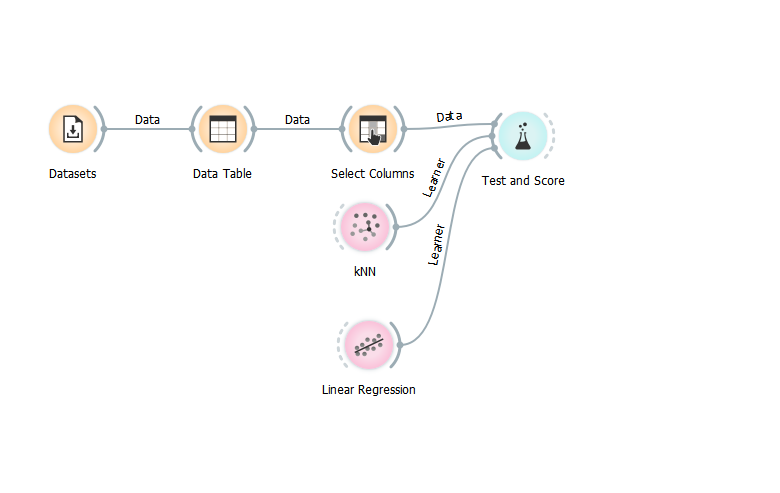 Data
Data
Data
Datasets
Data Table
Select Columns
Test and Score
Learner
kNN
Learner
Linear Regression